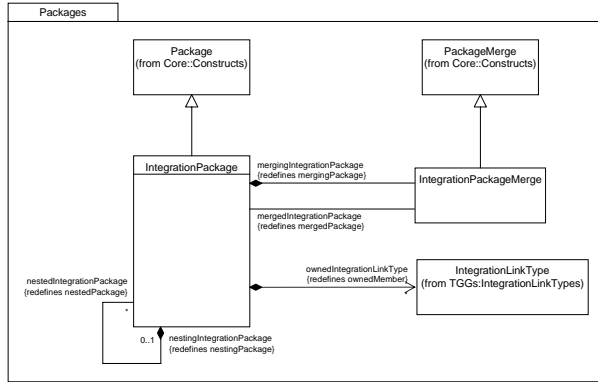 Packages
Package
(from Core::Constructs)
PackageMerge
(from Core::Constructs)
IntegrationPackage
mergingIntegrationPackage
{redefines mergingPackage}
IntegrationPackageMerge
mergedIntegrationPackage
{redefines mergedPackage}
ownedIntegrationLinkType
{redefines ownedMember}
*
IntegrationLinkType
(from TGGs:IntegrationLinkTypes)
nestedIntegrationPackage
{redefines nestedPackage}
*
0..1
nestingIntegrationPackage
{redefines nestingPackage}